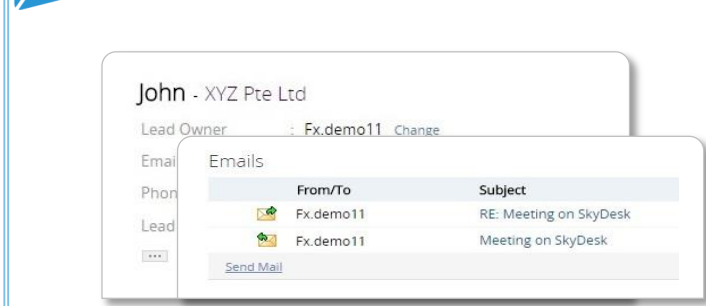 John - XYZ Pte Ltd
Lead Owner : Fx.demo11 Change
Emai
Phon
Lead
Emails
From/To Subject
Fx.demo11 RE: Meeting on SkyDesk
Fx.demo11 Meeting on SkyDesk
Send Mail